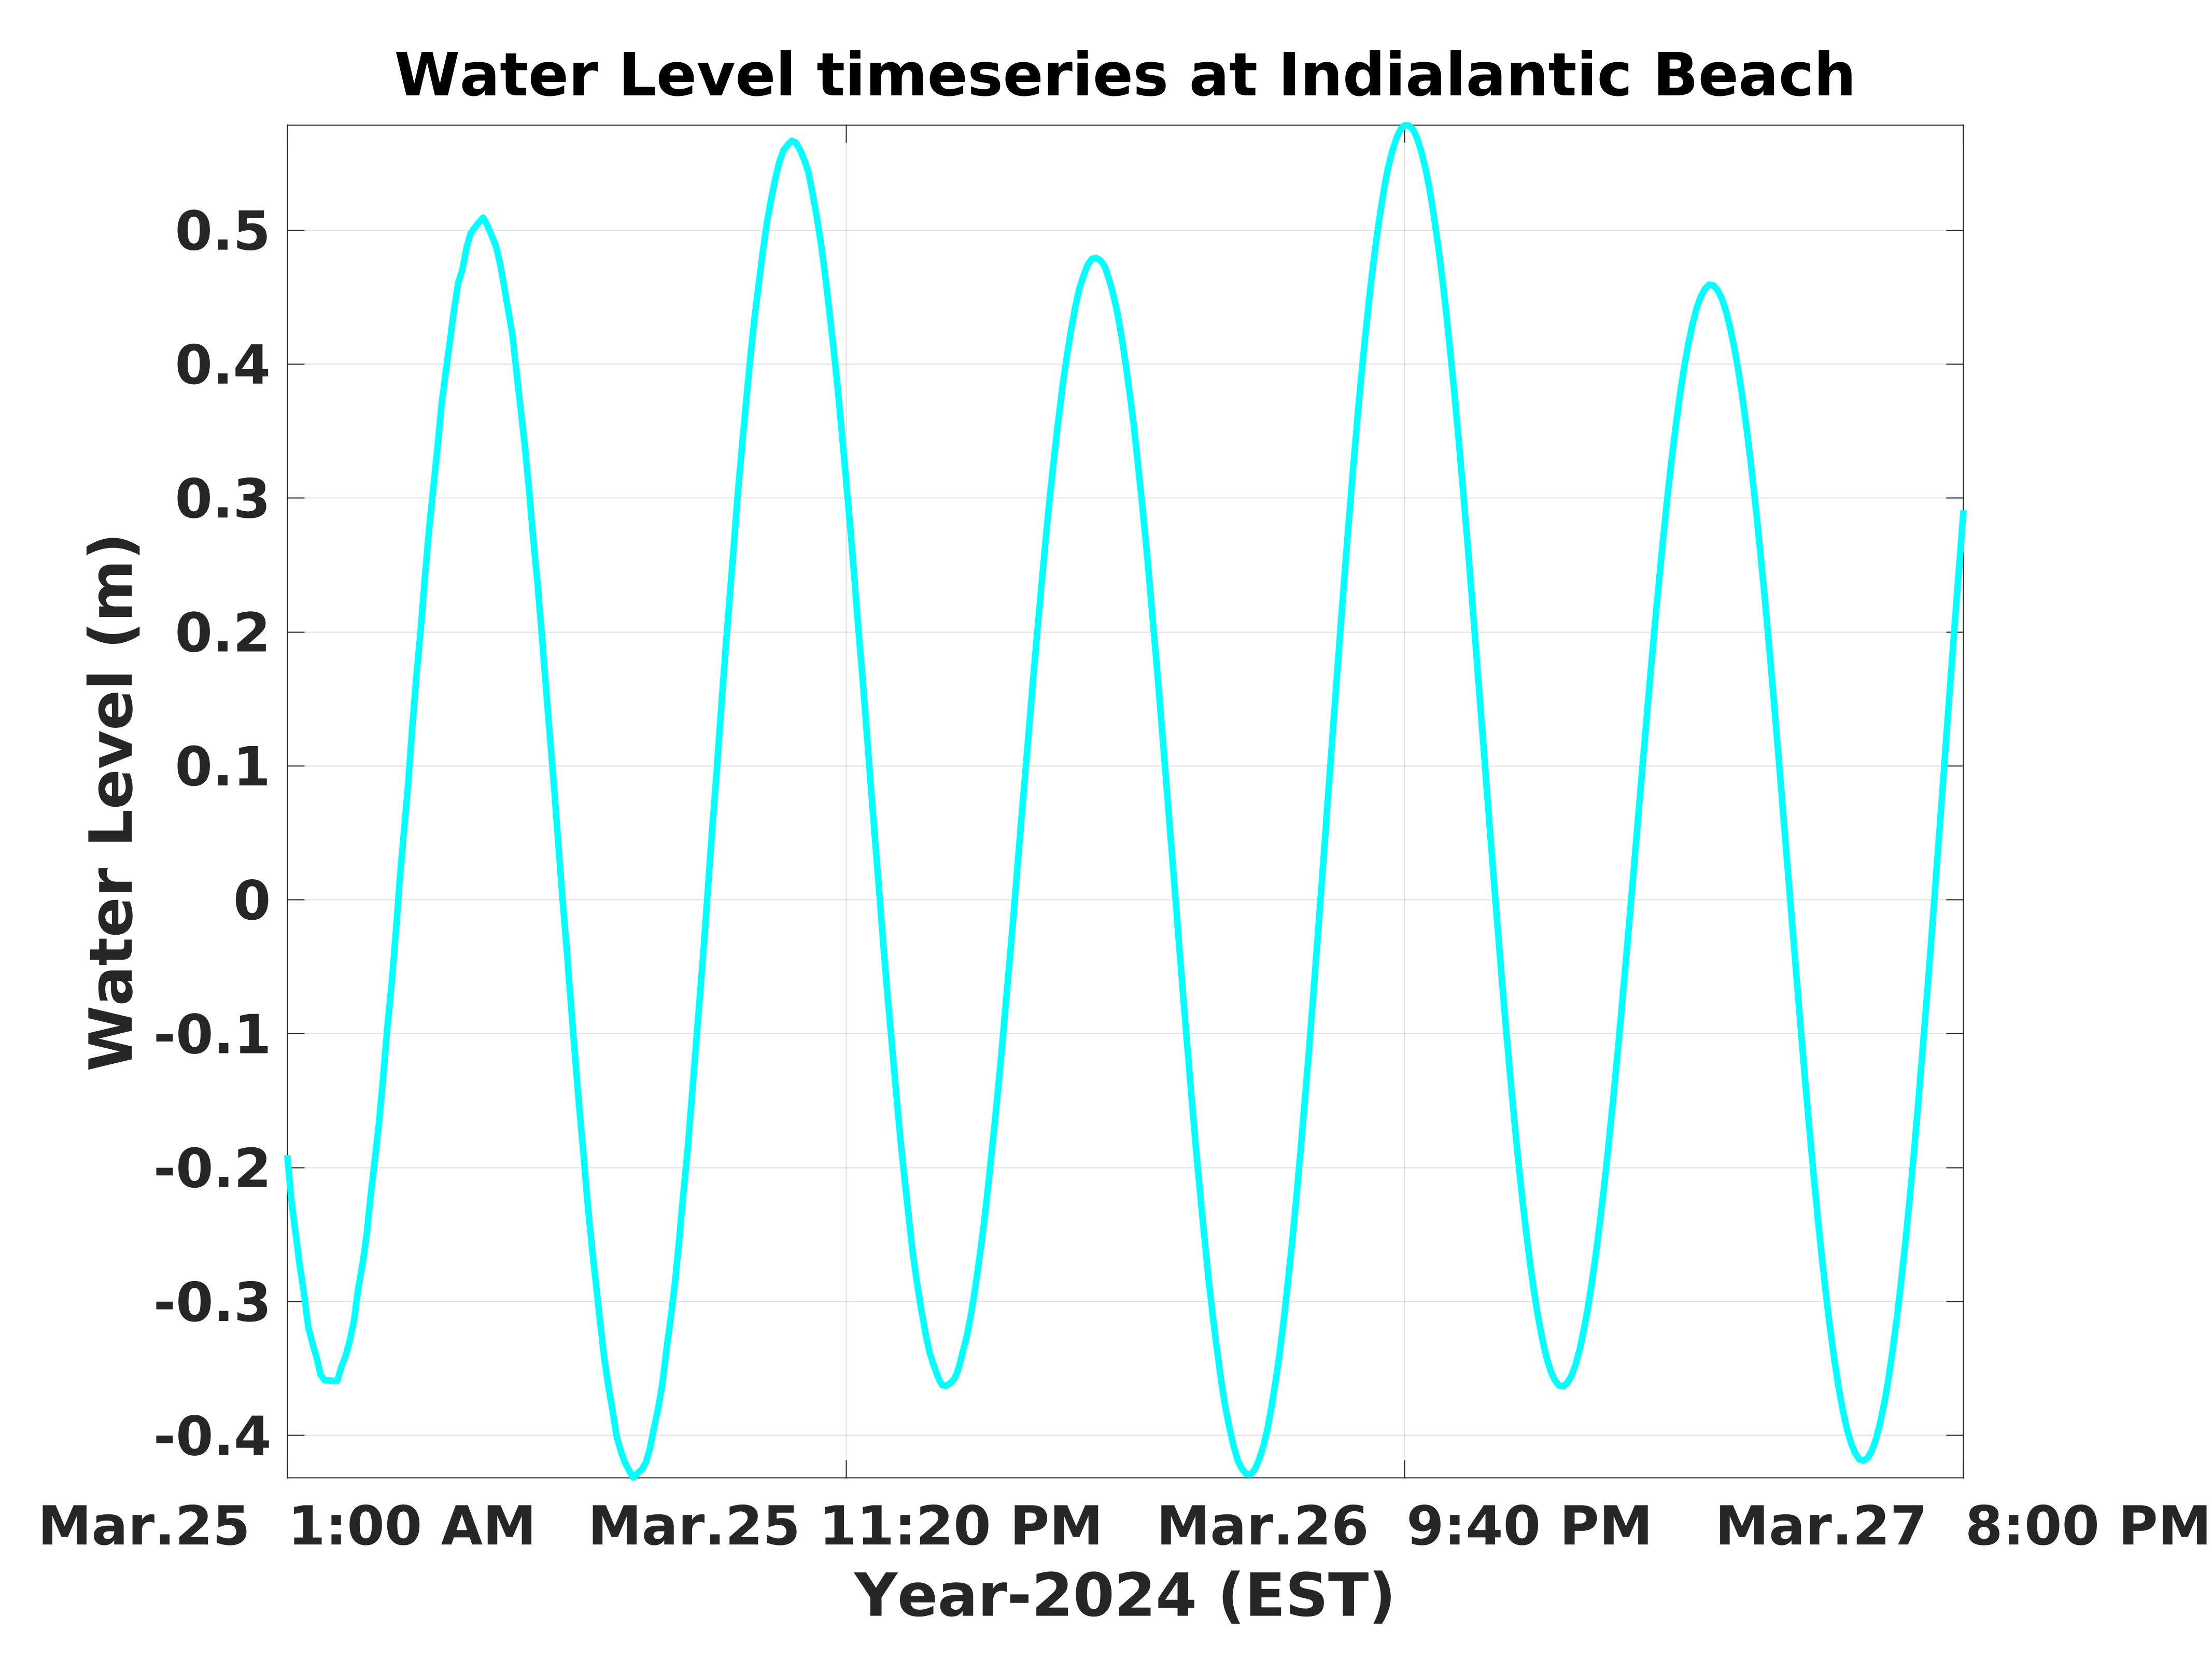 Water Level timeseries at Indialantic Beach
Water Level (m)
0.5
0.4
0.3
0.2
0.1
0
-0.1
-0.2
-0.3
-0.4
Mar.25 1:00 AM Mar.25 11:20 PM Mar.26 9:40 PM Mar.27 8:00 PM
Year-2024 (EST)